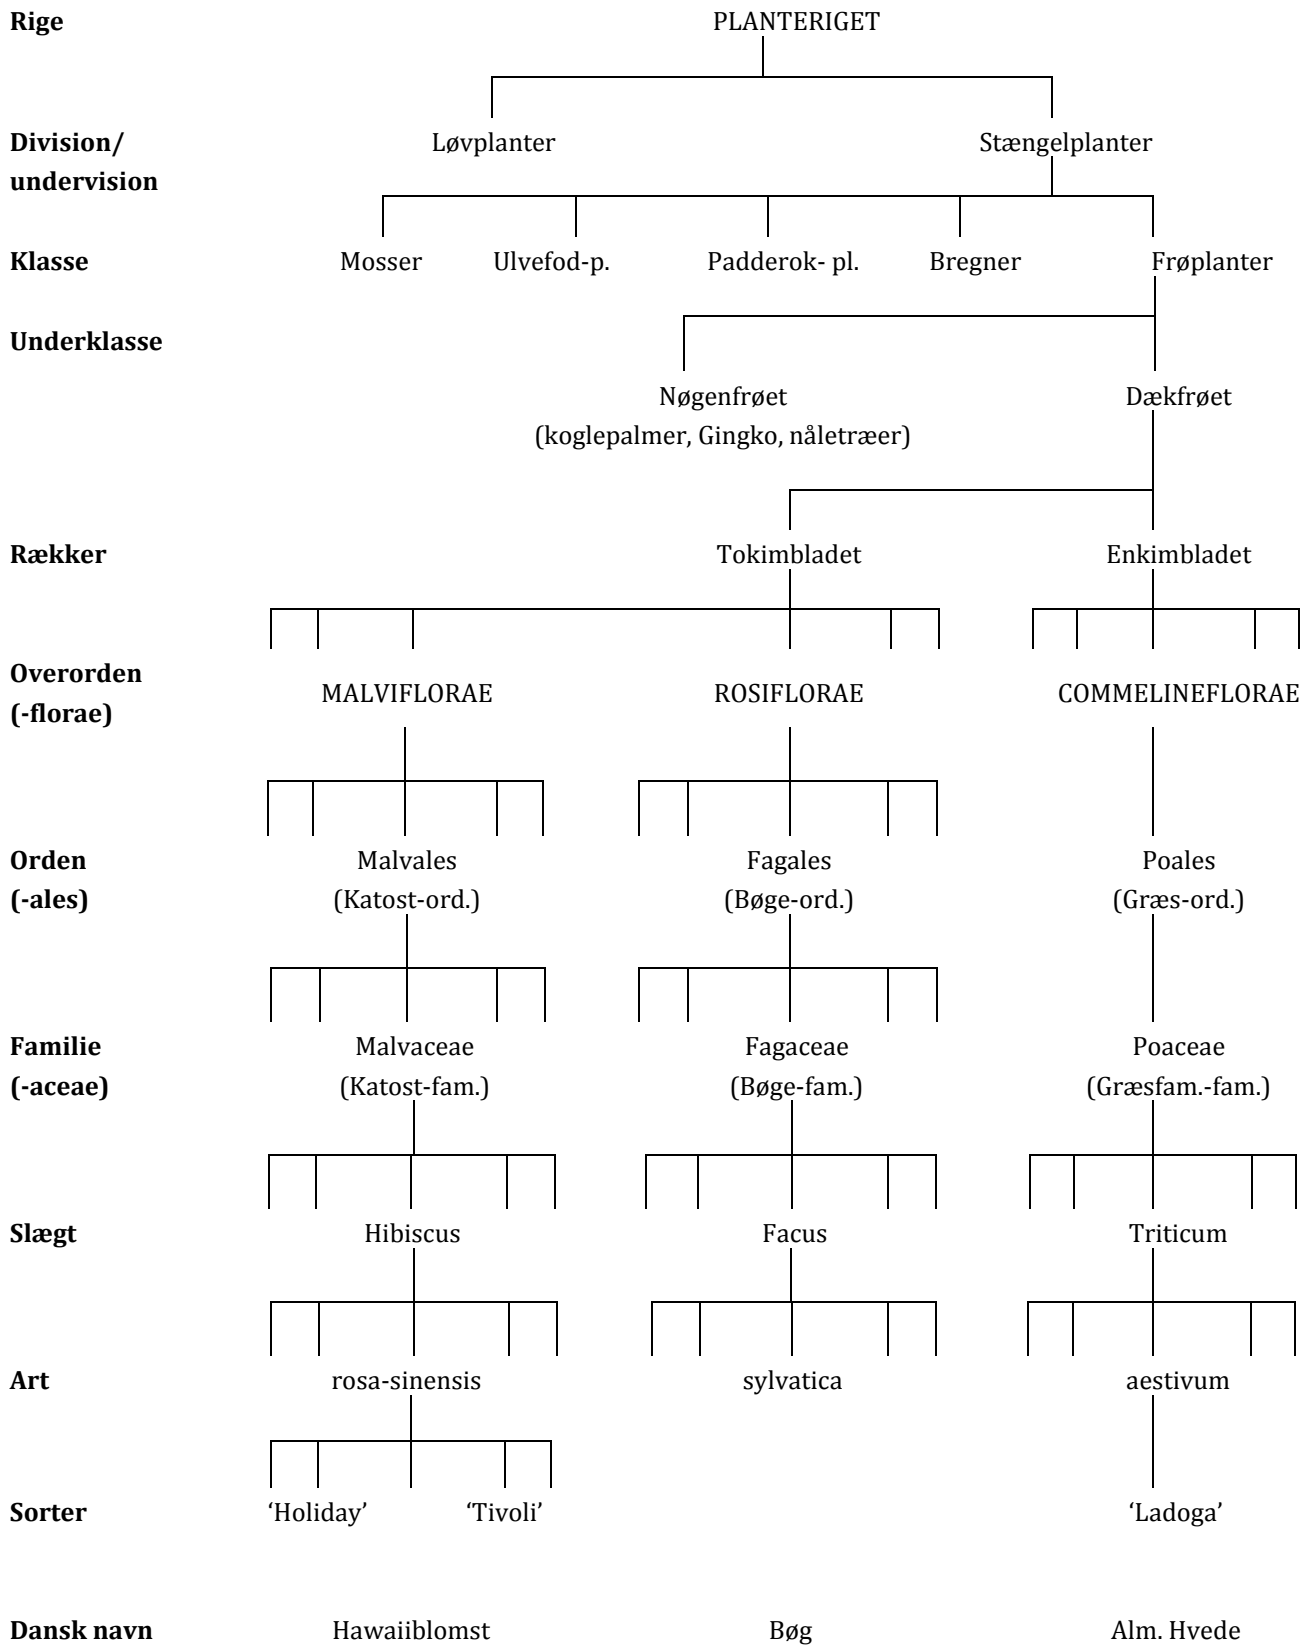 Rige PLANTERIGET
Division/ Løvplanter Stængelplanter
undervision
Klasse Mosser Ulvefod-p. Padderok- pl. Bregner Frøplanter
Underklasse
Nøgenfrøet Dækfrøet
(koglepalmer, Gingko, nåletræer)
Rækker Tokimbladet Enkimbladet
Overorden
(-florae) MALVIFLORAE ROSIFLORAE COMMELINEFLORAE
Orden Malvales Fagales Poales
(-ales) (Katost-ord.) (Bøge-ord.) (Græs-ord.)
Familie Malvaceae Fagaceae Poaceae
(-aceae) (Katost-fam.) (Bøge-fam.) (Græsfam.-fam.)
Slægt Hibiscus Facus Triticum
Art rosa-sinensis sylvatica aestivum
Sorter ‘Holiday’ ‘Tivoli’ ‘Ladoga’
Dansk navn Hawaiiblomst Bøg Alm. Hvede